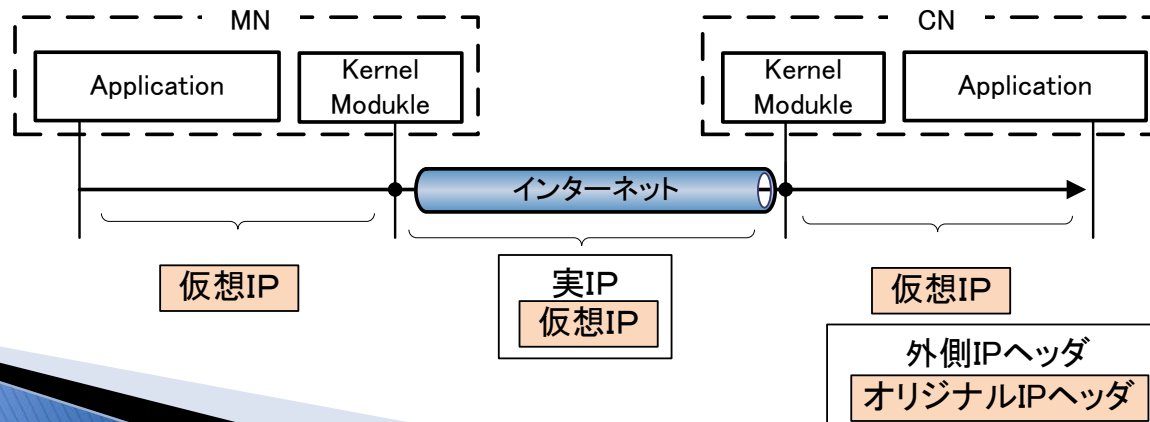 MN
CN
Application
Kernel
Modukle
Kernel
Modukle
Application
インターネット
仮想IP
実IP
仮想IP
仮想IP
外側IPヘッダ
オリジナルIPヘッダ